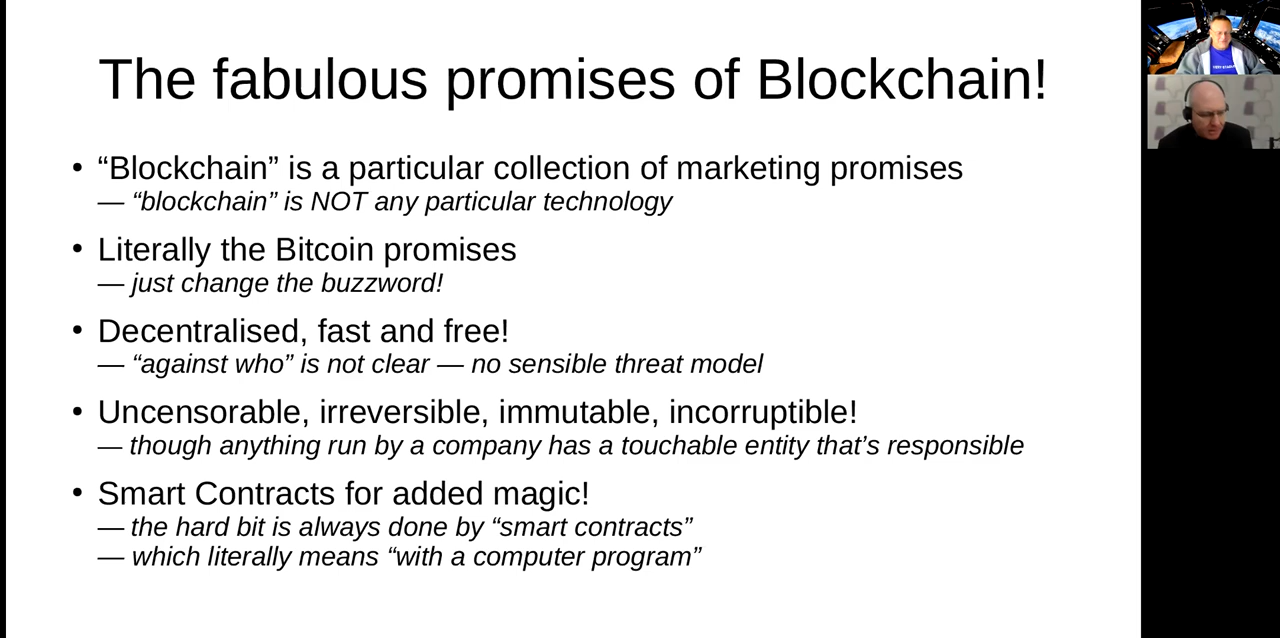 The fabulous promises of Blockchain!
• “Blockchain” is a particular collection of marketing promises
— “blockchain” is NOT any particular technology
• Literally the Bitcoin promises
— just change the buzzword!
• Decentralised, fast and free!
— “against who” is not clear — no sensible threat model
• Uncensorable, irreversible, immutable, incorruptible!
— though anything run by a company has a touchable entity that’s responsible
• Smart Contracts for added magic!
— the hard bit is always done by “smart contracts”
— which literally means “with a computer program”